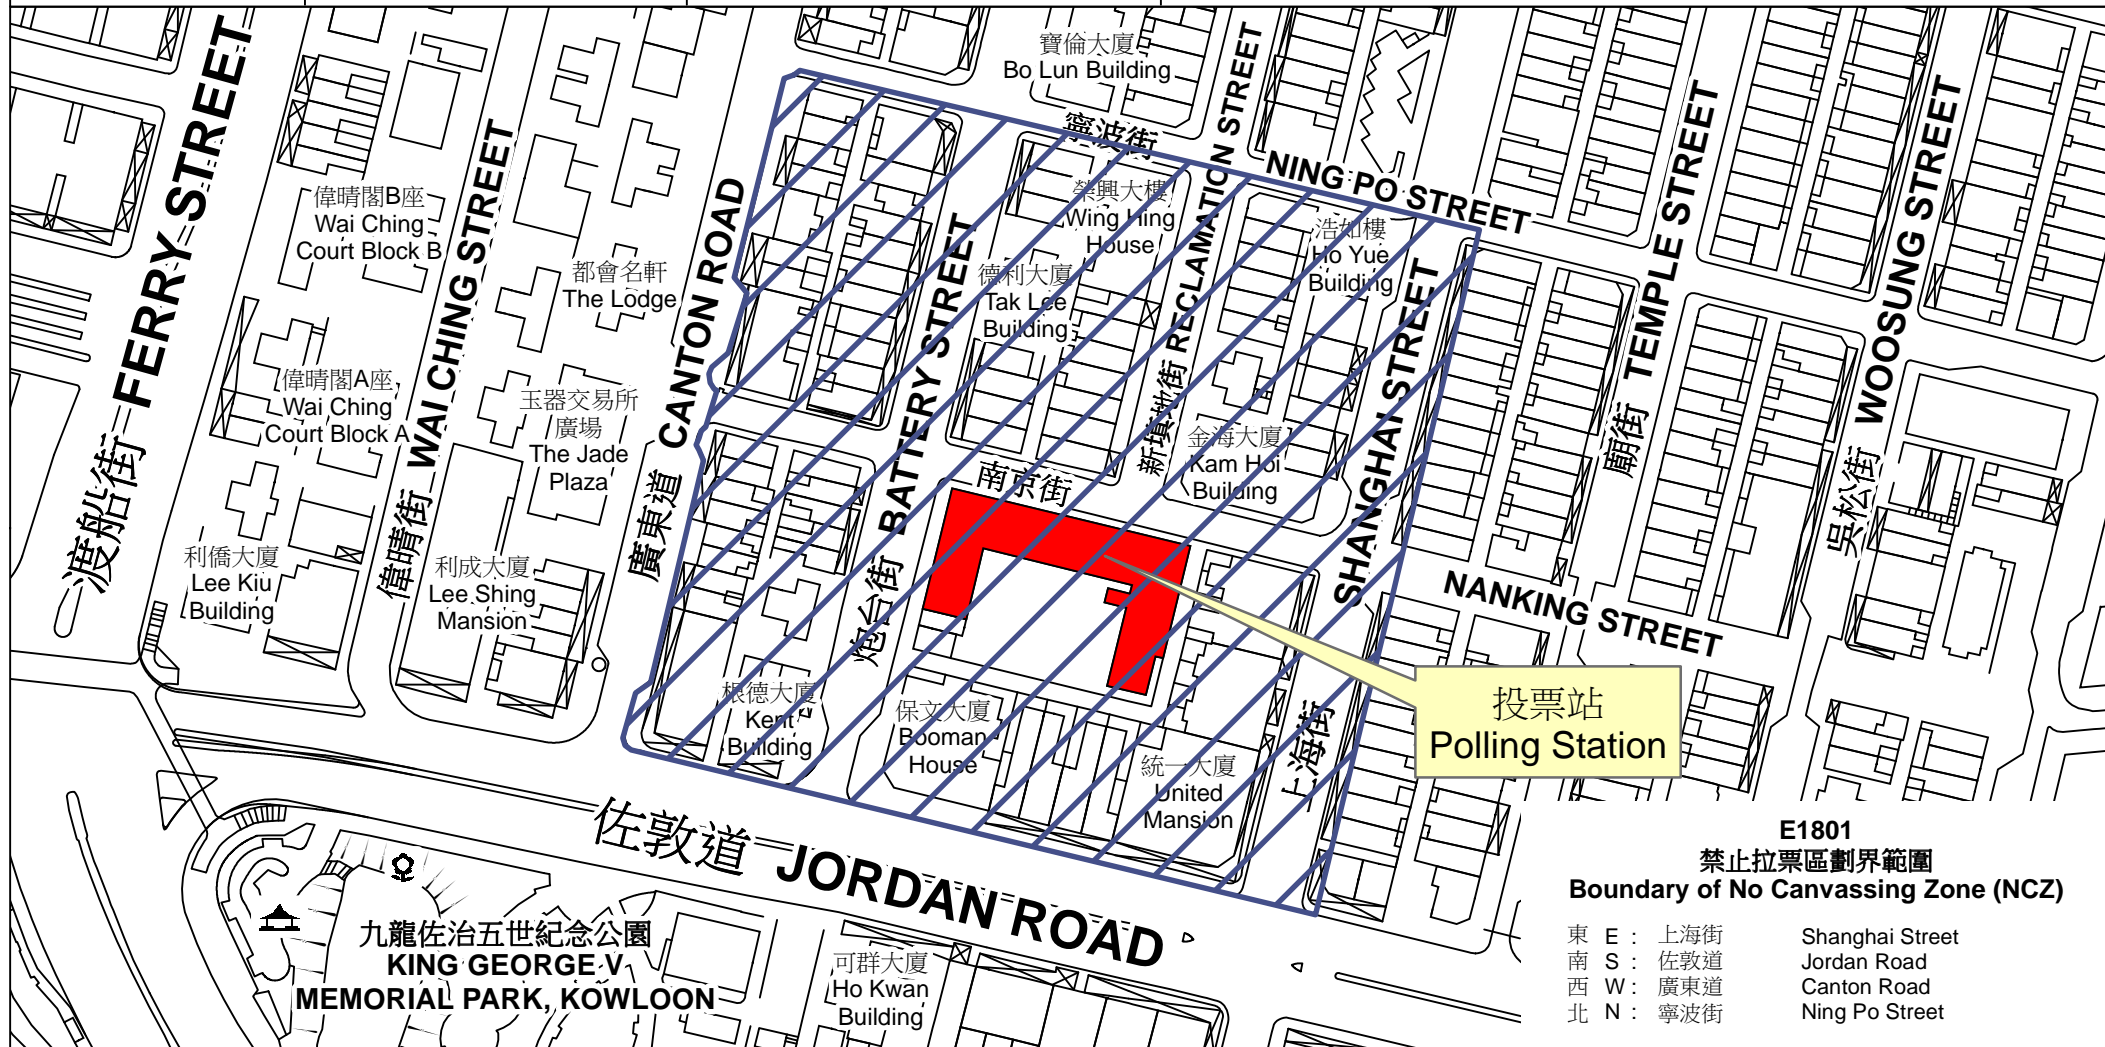 寶倫大廈
Bo Lun Building
寧波街
NING PO STREET
渡船街 FERRY STREET
偉晴閣B座
Wai Ching
Court Block B
偉晴街 WAI CHING STREET
都會名軒
The Lodge
廣東道 CANTON ROAD
炮台街 BATTERY STREET
榮興大樓
Wing Hing
House
德利大廈
Tak Lee
Building
新填地街 RECLAMATION STREET
浩如樓
Ho Yue
Building
上海街 SHANGHAI STREET
廟街 TEMPLE STREET
吳松街 WOOSUNG STREET
偉晴閣A座
Wai Ching
Court Block A
玉器交易所
廣場
The Jade
Plaza
金海大廈
Kam Hoi
Building
南京街
NANKING STREET
利僑大廈
Lee Kiu
Building
利成大廈
Lee Shing
Mansion
根德大廈
Kent
Building
保文大廈
Booman
House
統一大廈
United
Mansion
投票站
Polling Station
佐敦道 JORDAN ROAD
九龍佐治五世紀念公園
KING GEORGE V
MEMORIAL PARK, KOWLOON
可群大廈
Ho Kwan
Building
E1801
禁止拉票區劃界範圍
Boundary of No Canvassing Zone (NCZ)
東 E : 上海街 Shanghai Street
南 S : 佐敦道 Jordan Road
西 W : 廣東道 Canton Road
北 N : 寧波街 Ning Po Street